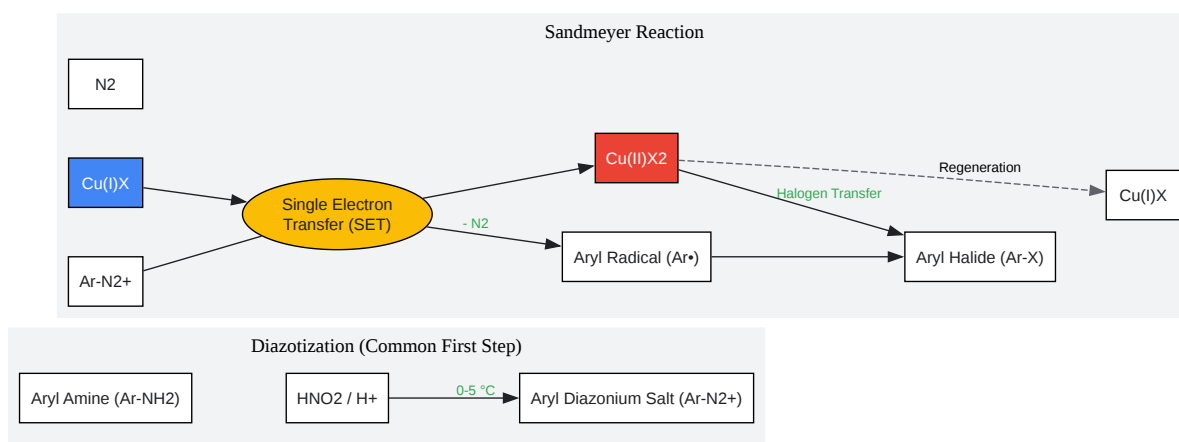 Sandmeyer Reaction
N2
Cu(I)X
Ar-N2+
Single Electron
Transfer (SET)
- N2
Cu(II)X2
Aryl Radical (Ar•)
Halogen Transfer
Regeneration
Aryl Halide (Ar-X)
Cu(I)X
Diazotization (Common First Step)
Aryl Amine (Ar-NH2)
HNO2 / H+
0-5 °C
Aryl Diazonium Salt (Ar-N2+)